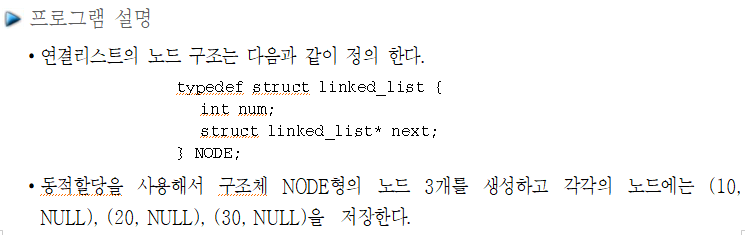 프로그램 설명
• 연결리스트의 노드 구조는 다음과 같이 정의 한다.
typedef struct linked_list {
int num;
struct linked_list* next;
} NODE;
• 동적할당을 사용해서 구조체 NODE형의 노드 3개를 생성하고 각각의 노드에는 (10,
NULL), (20, NULL), (30, NULL)을 저장한다.